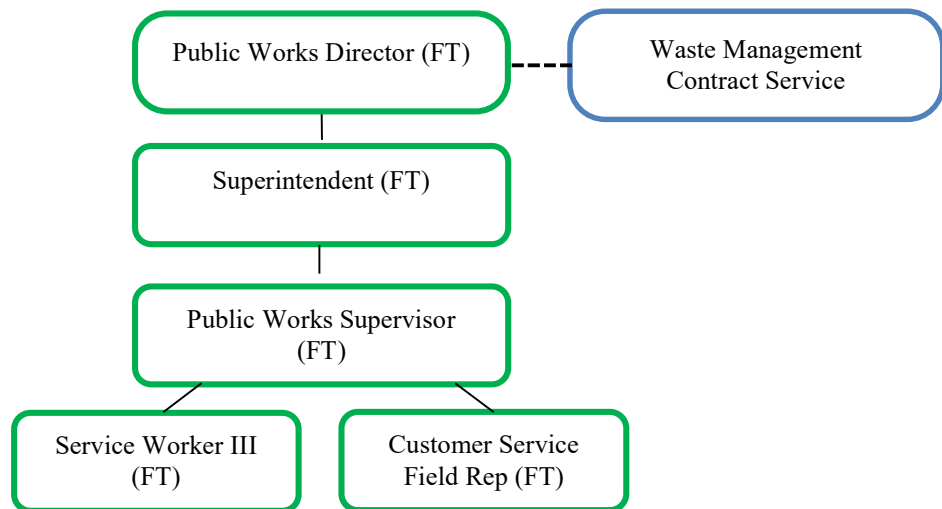 Public Works Director (FT)
Waste Management
Contract Service
Superintendent (FT)
Public Works Supervisor
(FT)
Service Worker III
(FT)
Customer Service
Field Rep (FT)